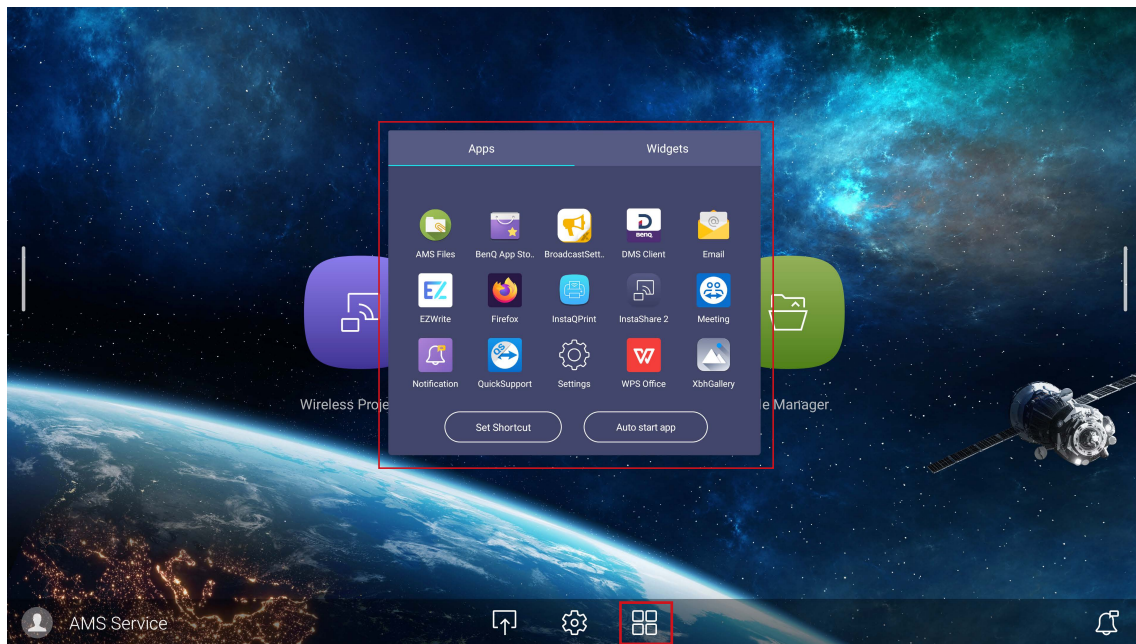 Apps Widgets
AMS Files BenQ App Sto.. BroadcastSett.. DMS Client Email
EZWrite Firefox InstaQPrint InstaShare 2 Meeting
Notification QuickSupport Settings WPS Office XbhGallery
Wireless Proje le Manager
Set Shortcut Auto start app
AMS Service